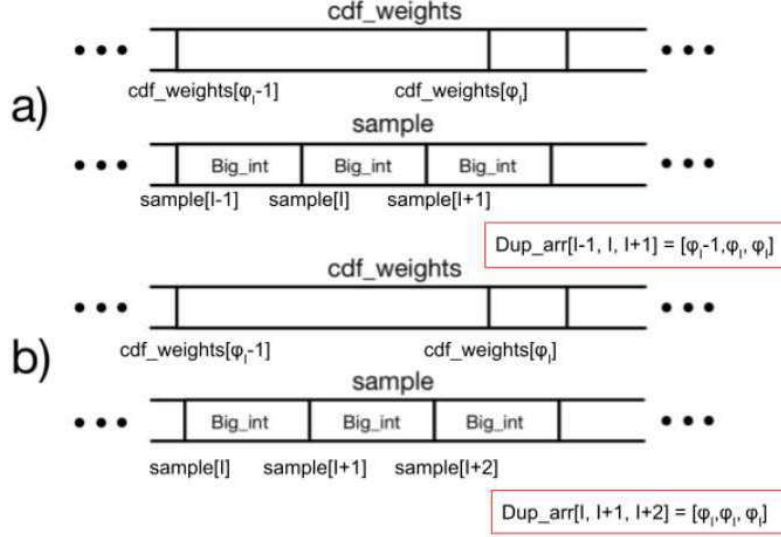 cdf_weights
••• •••
cdf_weights[φₗ-1] cdf_weights[φₗ]
a)
sample
••• Big_int Big_int Big_int •••
sample[l-1] sample[l] sample[l+1]
Dup_arr[l-1, l, l+1] = [φₗ-1,φₗ, φₗ]
cdf_weights
••• •••
cdf_weights[φₗ-1] cdf_weights[φₗ]
b)
sample
••• Big_int Big_int Big_int •••
sample[l] sample[l+1] sample[l+2]
Dup_arr[l, l+1, l+2] = [φₗ,φₗ, φₗ]